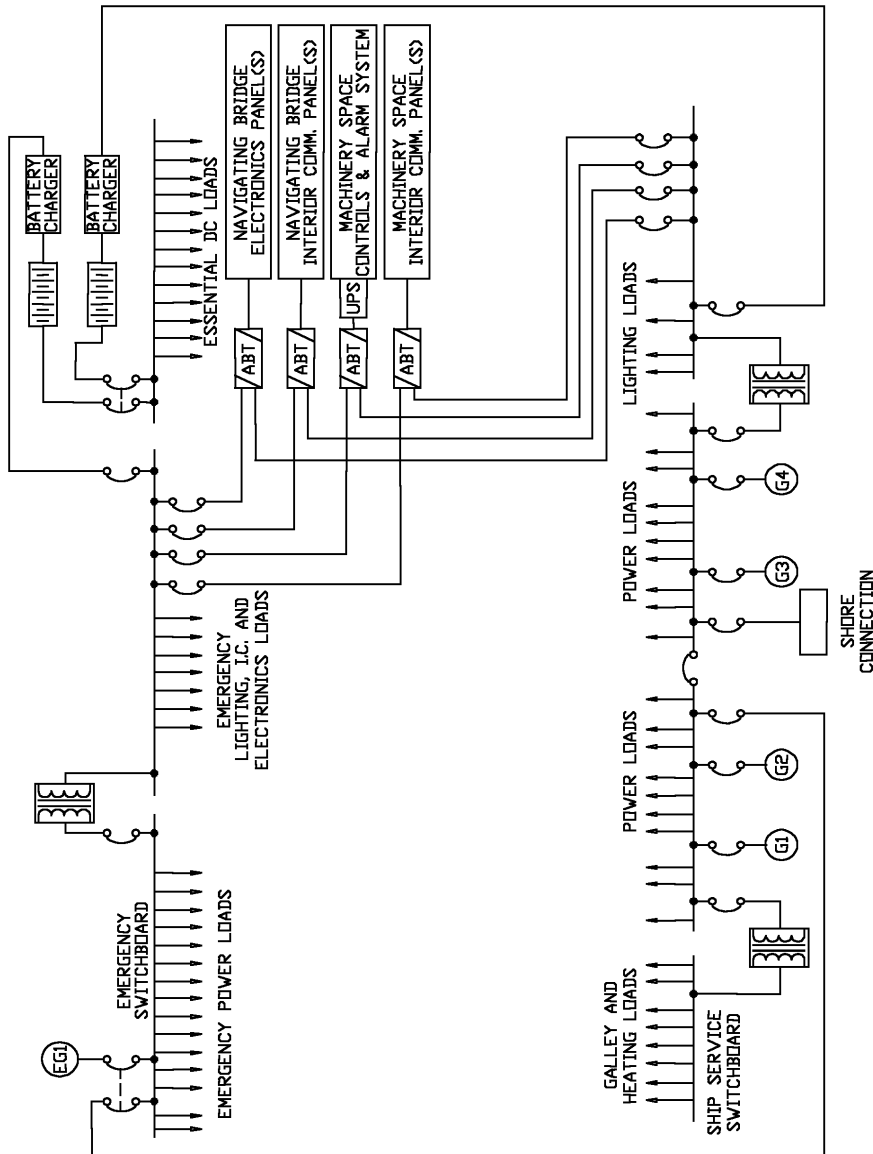 BATTERY
CHARGER
BATTERY
CHARGER
ESSENTIAL DC LOADS
NAVIGATING BRIDGE
ELECTRONICS PANEL(S)
NAVIGATING BRIDGE
INTERIOR COMM. PANEL(S)
MACHINERY SPACE
CONTROLS & ALARM SYSTEM
MACHINERY SPACE
INTERIOR COMM. PANEL(S)
UPS
ABT
ABT
ABT
ABT
EMERGENCY
LIGHTING, I.C. AND
ELECTRONICS LOADS
EMERGENCY
SWITCHBOARD
EMERGENCY POWER LOADS
EG1
LIGHTING LOADS
POWER LOADS
G4
G3
SHORE
CONNECTION
POWER LOADS
G2
G1
GALLEY AND
HEATING LOADS
SHIP SERVICE
SWITCHBOARD